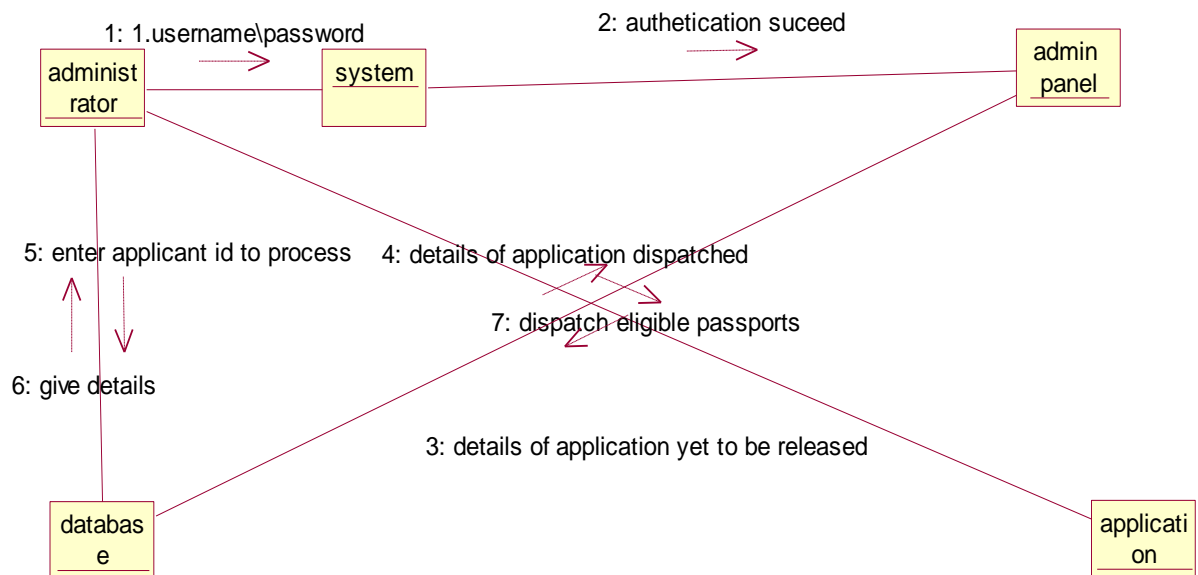 1: 1.username\password
2: authetication suceed
administ
rator
system
admin
panel
5: enter applicant id to process
4: details of application dispatched
7: dispatch eligible passports
6: give details
3: details of application yet to be released
databas
e
applicati
on